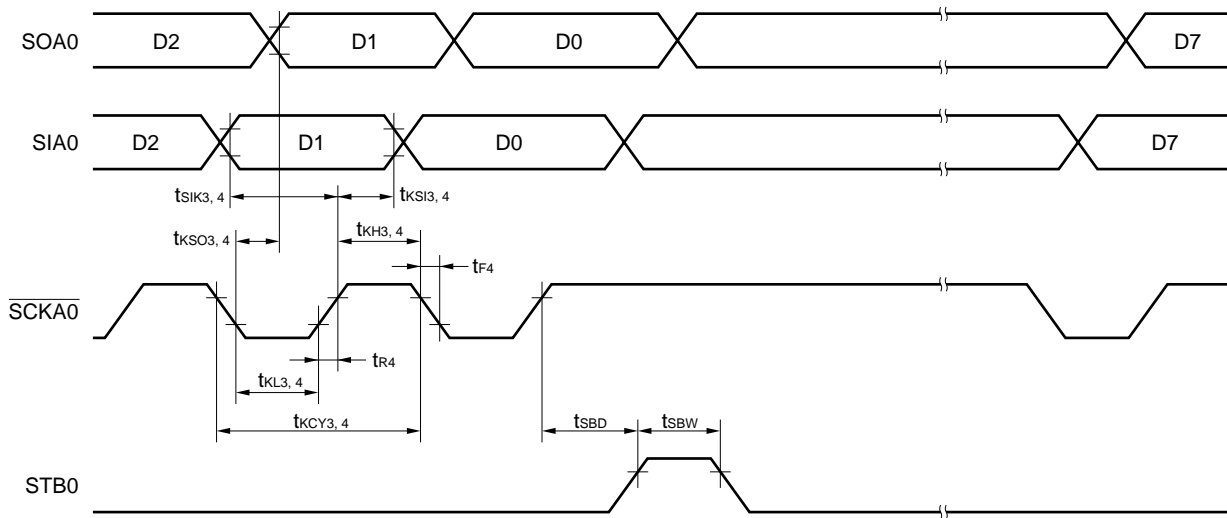 SOA0 D2 D1 D0 D7
SIA0 D2 D1 D0 D7
tSIK3, 4 tKSI3, 4
tKSO3, 4 tKH3, 4
tF4
SCKA0
tR4
tKL3, 4
tKCY3, 4 tSBD tSBW
STB0